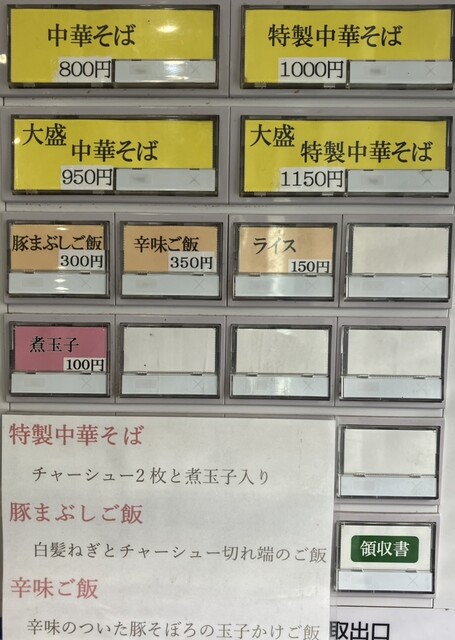 中華そば
800円
特製中華そば
1000円
大盛
中華そば
950円
大盛
特製中華そば
1150円
豚まぶしご飯
300円
辛味ご飯
350円
ライス
150円
煮玉子
100円
特製中華そば
チャーシュー2枚と煮玉子入り
豚まぶしご飯
白髪ねぎとチャーシュー切れ端のご飯
辛味ご飯
辛味のついた豚そぼろの玉子かけご飯
領収書
取出口